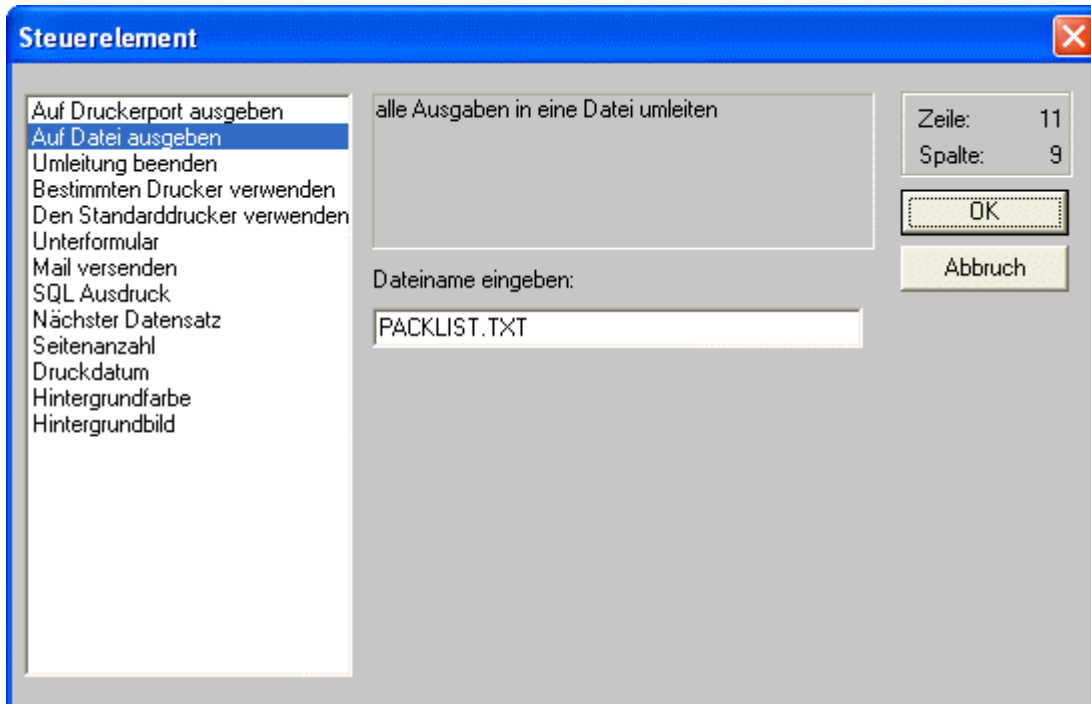 Steuerelement
Auf Druckerport ausgeben
Auf Datei ausgeben
Umleitung beenden
Bestimmten Drucker verwenden
Den Standarddrucker verwenden
Unterformular
Mail versenden
SQL Ausdruck
Nächster Datensatz
Seitenanzahl
Druckdatum
Hintergrundfarbe
Hintergrundbild
alle Ausgaben in eine Datei umleiten
Dateiname eingeben:
PACKLIST.TXT
Zeile: 11
Spalte: 9
OK
Abbruch